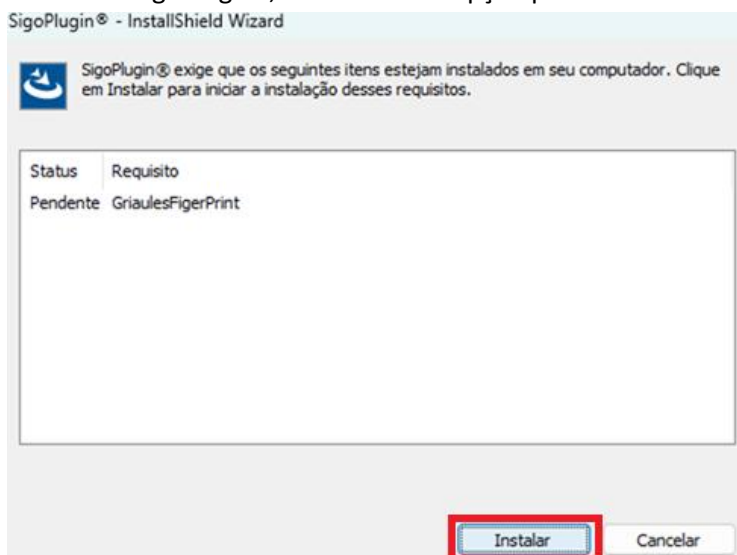 SigoPlugin® - InstallShield Wizard
SigoPlugin® exige que os seguintes itens estejam instalados em seu computador. Clique
em Instalar para iniciar a instalação desses requisitos.
Status Requisito
Pendente GriaulesFigerPrint
Instalar Cancelar